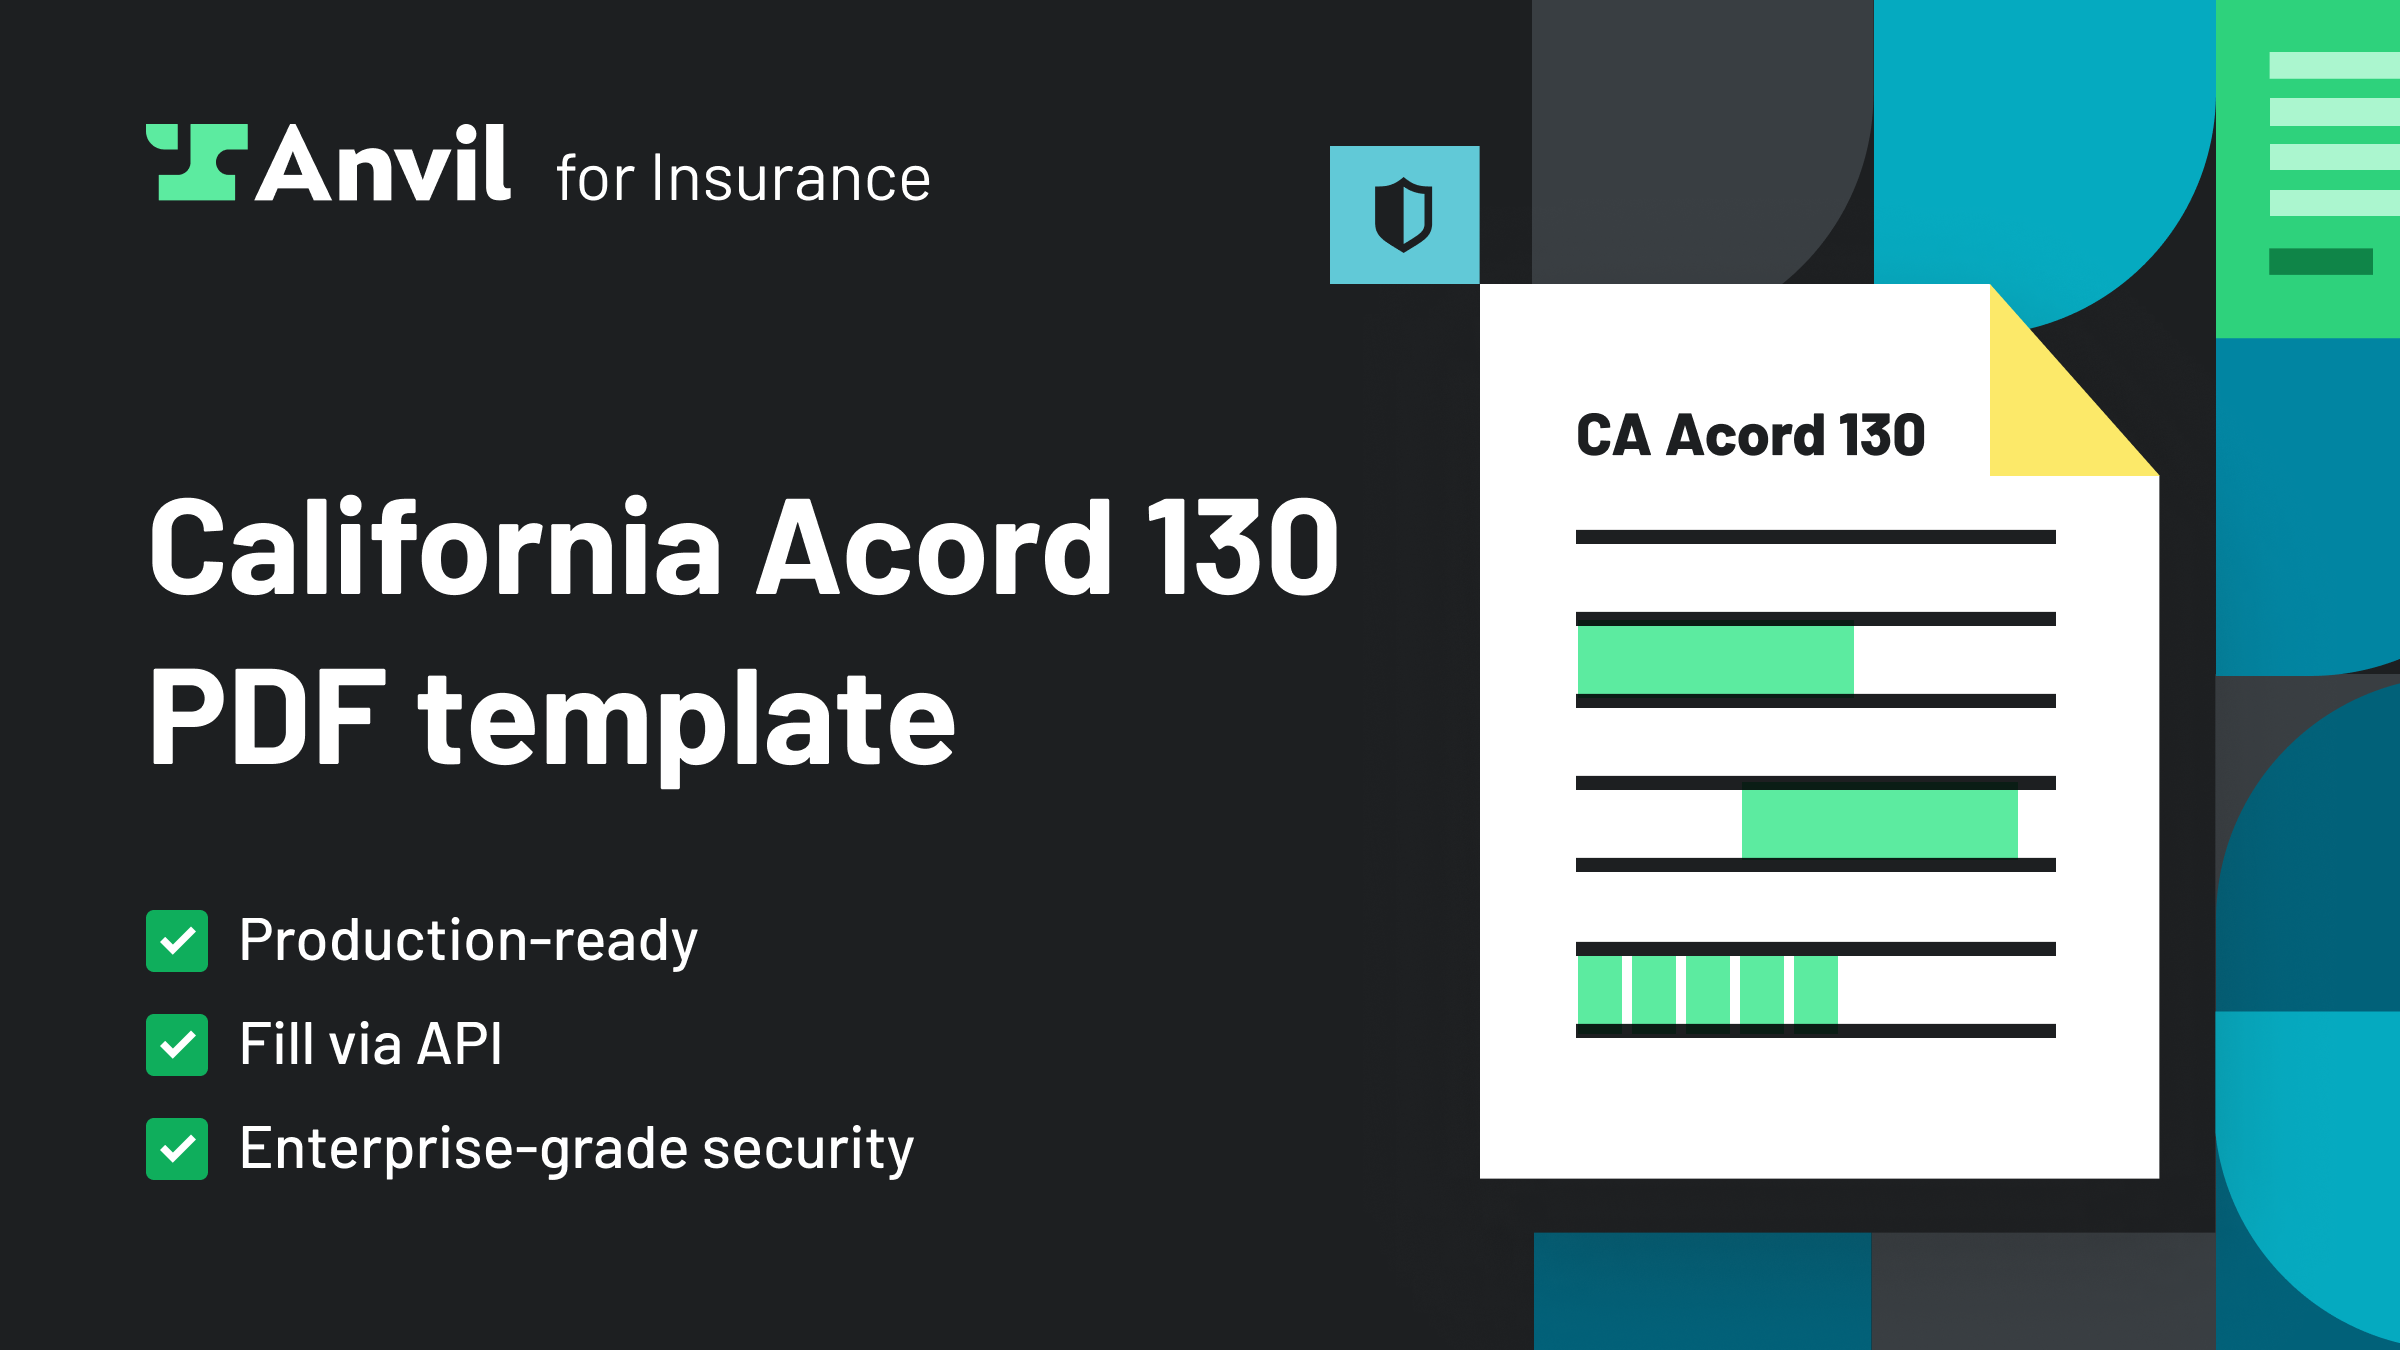 Anvil for Insurance
California Acord 130
PDF template
Production-ready
Fill via API
Enterprise-grade security
CA Acord 130